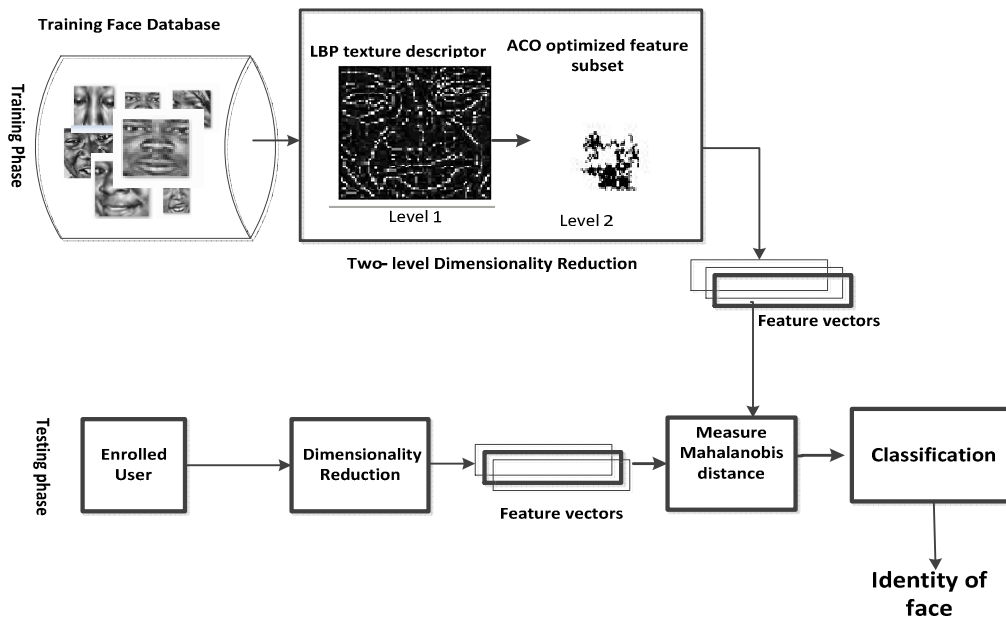 Training Face Database
Training Phase
LBP texture descriptor
ACO optimized feature
subset
Level 1
Level 2
Two- level Dimensionality Reduction
Feature vectors
Testing phase
Enrolled
User
Dimensionality
Reduction
Feature vectors
Measure
Mahalanobis
distance
Classification
Identity of
face